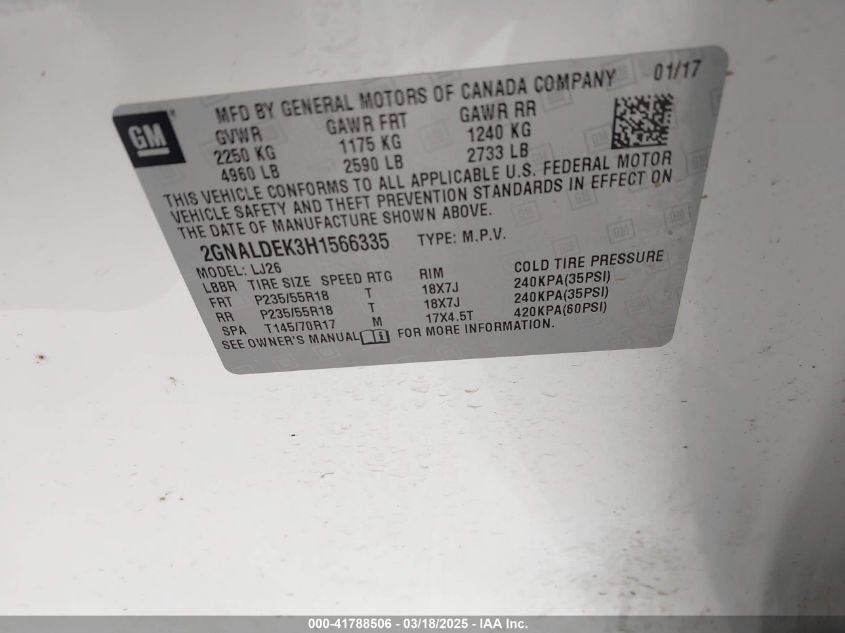 GM
MFD BY GENERAL MOTORS OF CANADA COMPANY 01/17
GVWR GAWR FRT GAWR RR
2250 KG 1175 KG 1240 KG
4960 LB 2590 LB 2733 LB
THIS VEHICLE CONFORMS TO ALL APPLICABLE U.S. FEDERAL MOTOR
VEHICLE SAFETY AND THEFT PREVENTION STANDARDS IN EFFECT ON
THE DATE OF MANUFACTURE SHOWN ABOVE.
2GNALDEK3H1566335 TYPE: M.P.V.
MODEL: LJ26
LBBR TIRE SIZE SPEED RTG RIM COLD TIRE PRESSURE
FRT P235/55R18 T 18X7J 240KPA(35PSI)
RR P235/55R18 T 18X7J 240KPA(35PSI)
SPA T145/70R17 M 17X4.5T 420KPA(60PSI)
SEE OWNER'S MANUAL FOR MORE INFORMATION.
000-41788506 - 03/18/2025 - IAA Inc.